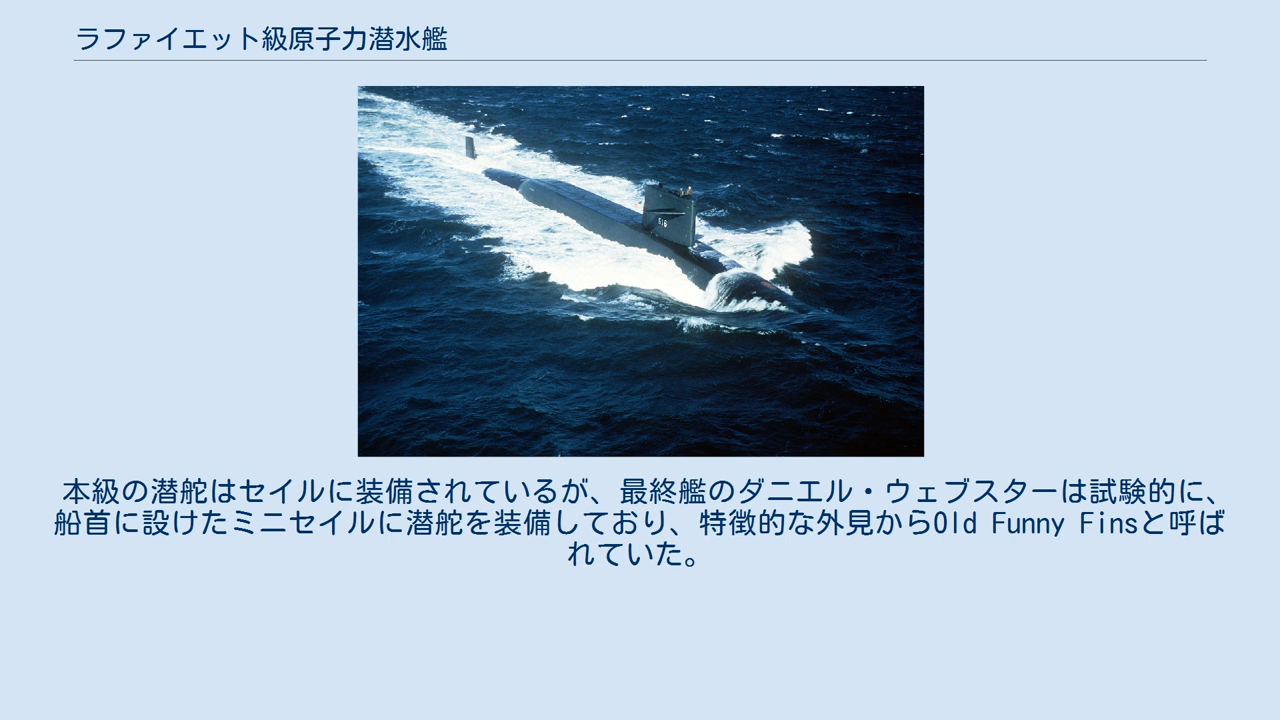 ラファイエット級原子力潜水艦
616
本級の潜舵はセイルに装備されているが、最終艦のダニエル・ウェブスターは試験的に、
船首に設けたミニセイルに潜舵を装備しており、特徴的な外見からOld Funny Finsと呼ば
れていた。